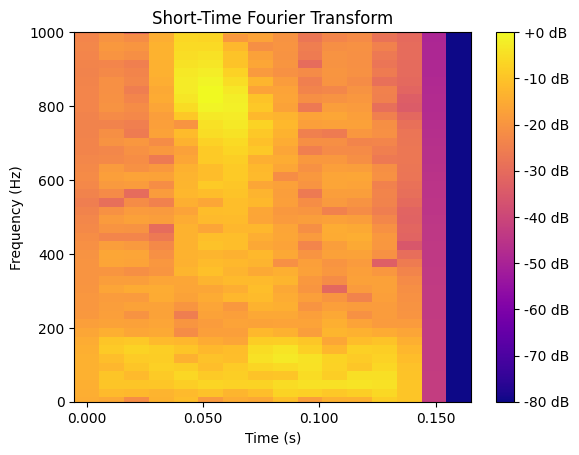 Short-Time Fourier Transform
1000
800
600
400
200
0
Frequency (Hz)
0.000
0.050
0.100
0.150
Time (s)
+0 dB
-10 dB
-20 dB
-30 dB
-40 dB
-50 dB
-60 dB
-70 dB
-80 dB